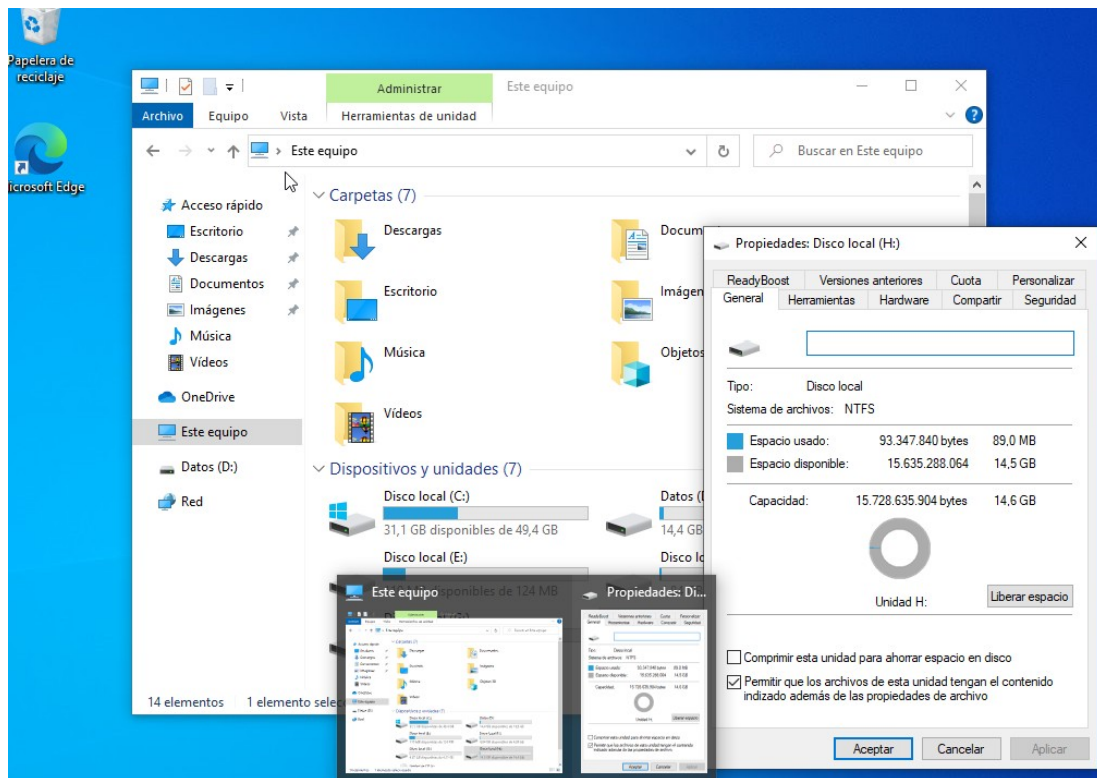 Papelera de
reciclaje
icrosoft Edge
Administrar
Este equipo
Archivo
Equipo
Vista
Herramientas de unidad
Este equipo
Buscar en Este equipo
Acceso rápido
Escritorio
Descargas
Documentos
Imágenes
Música
Vídeos
OneDrive
Este equipo
Datos (D:)
Red
Carpetas (7)
Descargas
Docum
Escritorio
Imágen
Música
Objetos
Vídeos
Dispositivos y unidades (7)
Disco local (C:)
31,1 GB disponibles de 49,4 GB
Datos (
14,4 GB
Disco local (E:)
Disco lo
disponibles de 124 MB
14 elementos
1 elemento selec
Propiedades: Disco local (H:)
ReadyBoost
Versiones anteriores
Cuota
Personalizar
General
Herramientas
Hardware
Compartir
Seguridad
Tipo: Disco local
Sistema de archivos: NTFS
Espacio usado: 93.347.840 bytes 89,0 MB
Espacio disponible: 15.635.288.064 14,5 GB
Capacidad: 15.728.635.904 bytes 14,6 GB
Unidad H:
Liberar espacio
Comprimir esta unidad para ahorrar espacio en disco
Permitir que los archivos de esta unidad tengan el contenido
indizado además de las propiedades de archivo
Aceptar
Cancelar
Aplicar
Este equipo
Propiedades: Di...